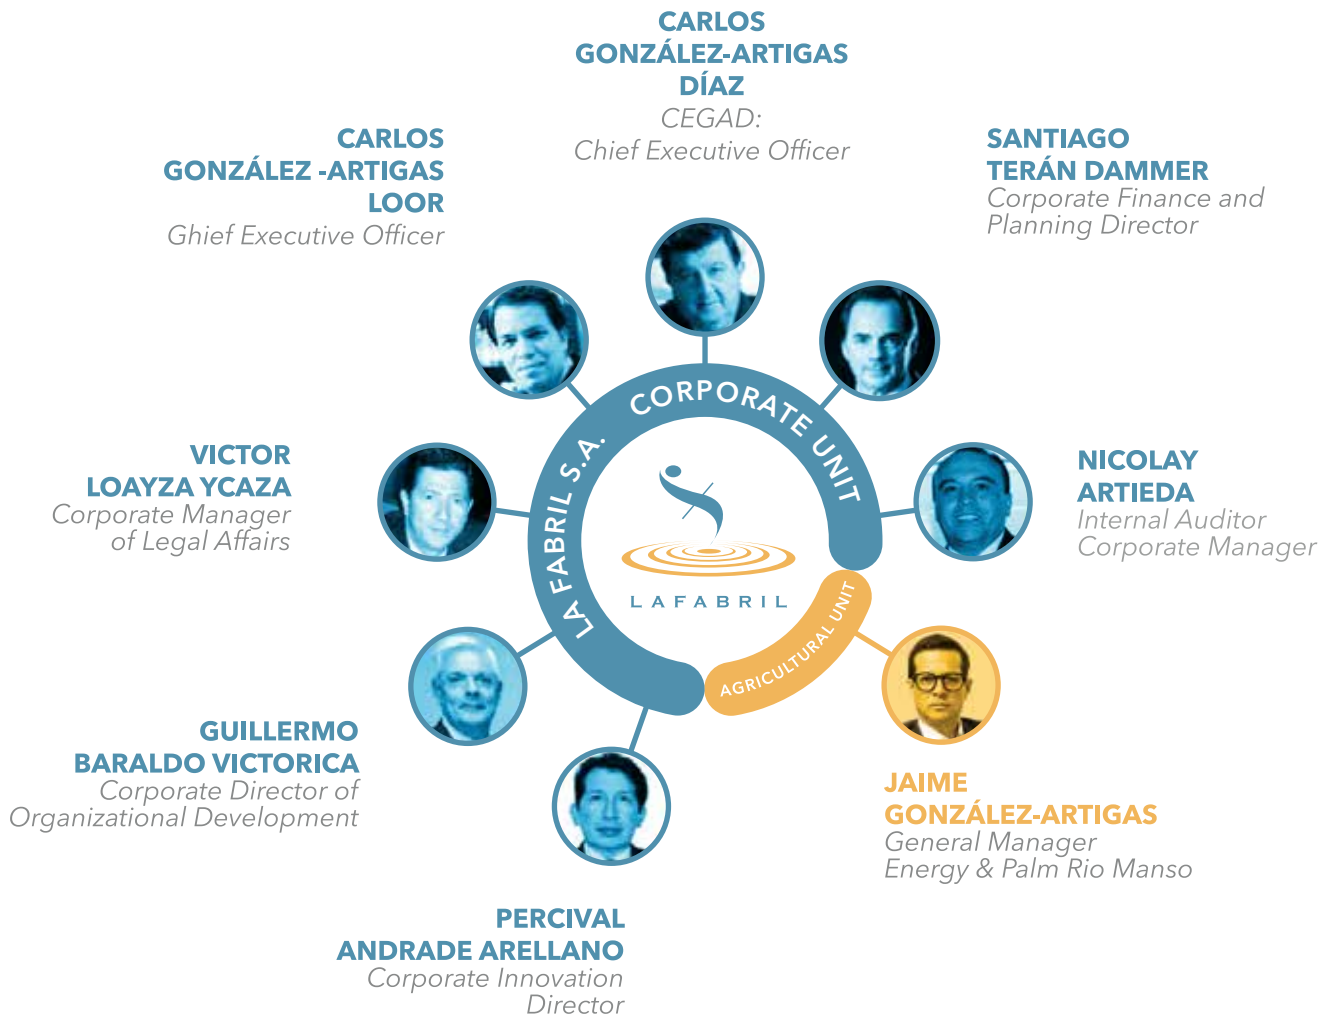 CARLOS
GONZÁLEZ-ARTIGAS
DÍAZ
CEGAD:
Chief Executive Officer
CARLOS
GONZÁLEZ -ARTIGAS
LOOR
Ghief Executive Officer
SANTIAGO
TERÁN DAMMER
Corporate Finance and
Planning Director
VICTOR
LOAYZA YCAZA
Corporate Manager
of Legal Affairs
NICOLAY
ARTIEDA
Internal Auditor
Corporate Manager
LA FABRIL S.A. CORPORATE UNIT
LAFABRIL
AGRICULTURAL UNIT
GUILLERMO
BARALDO VICTORICA
Corporate Director of
Organizational Development
JAIME
GONZÁLEZ-ARTIGAS
General Manager
Energy & Palm Rio Manso
PERCIVAL
ANDRADE ARELLANO
Corporate Innovation
Director